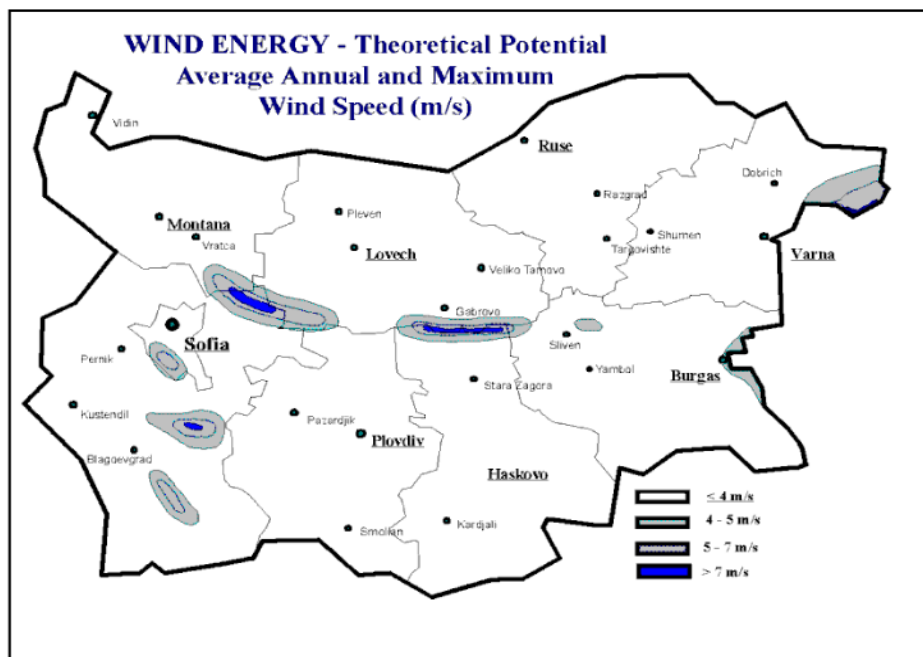 WIND ENERGY - Theoretical Potential
Average Annual and Maximum
Wind Speed (m/s)
Vidin
Ruse
Dobrich
Razgrad
Pleven
Montana
Vratca
Shumen
Targovishte
Varna
Lovech
Veliko Tarnovo
Gabrovo
Sofia
Sliven
Pernik
Yambol
Burgas
Stara Zagora
Kustendil
Pazardjik
Plovdiv
Blagoevgrad
Haskovo
Smolian
Kardjali
≤ 4 m/s
4 - 5 m/s
5 - 7 m/s
> 7 m/s